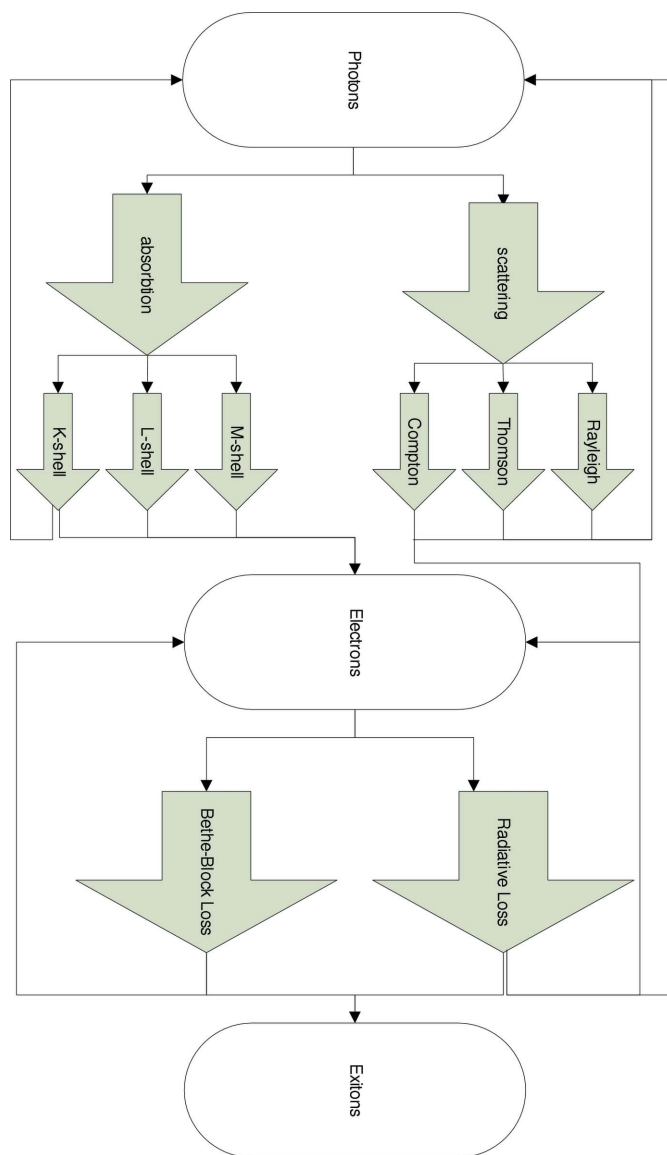 Photons
absorbtion
scattering
K-shell
L-shell
M-shell
Compton
Thomson
Rayleigh
Electrons
Bethe-Block Loss
Radiative Loss
Exitons